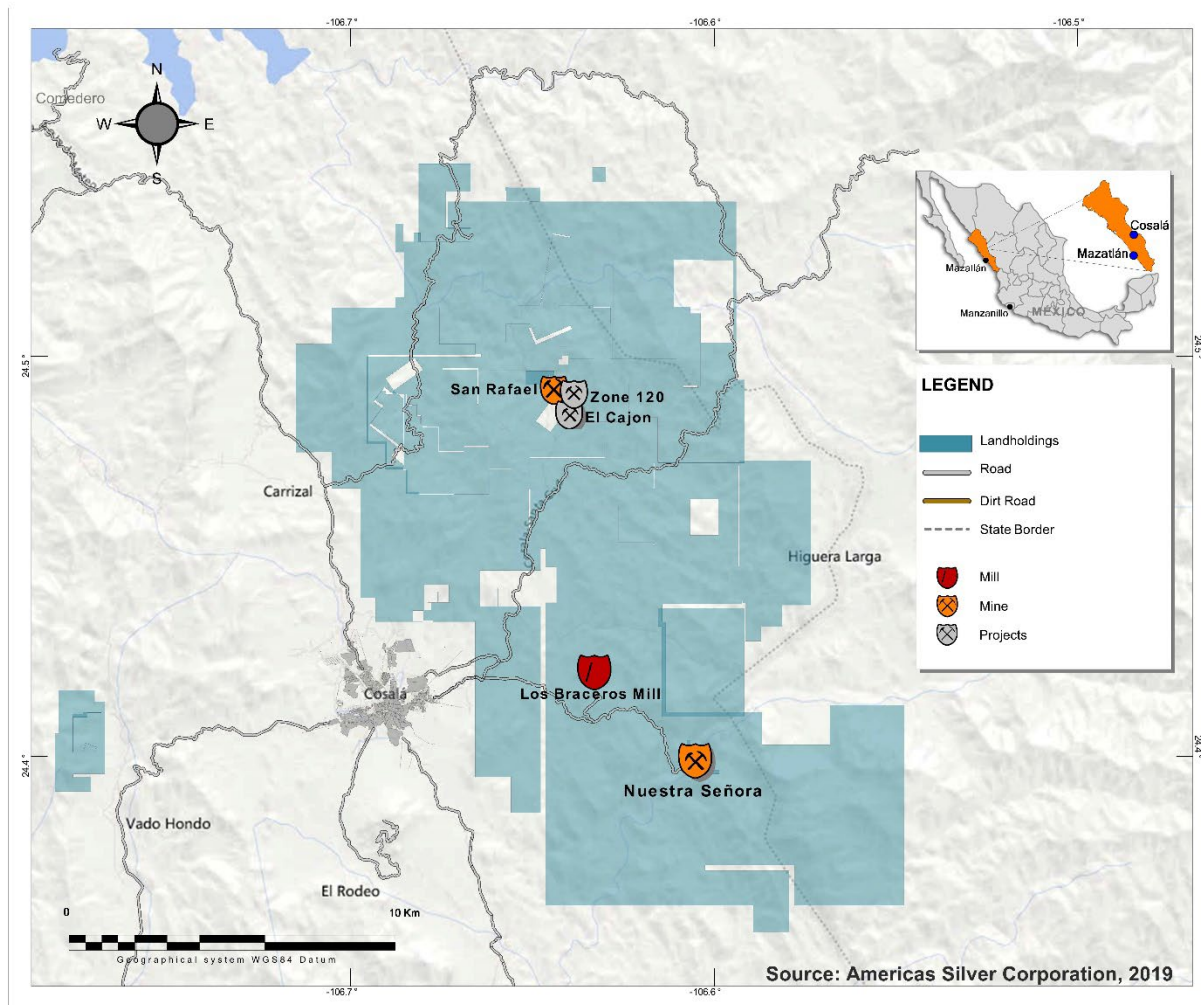 -106.7°
-106.6°
-106.5°
Comedero
N
W
E
S
Cosalá
Mazatlán
Mazatlán
Manzanillo
MÉXICO
24.5°
24.5°
San Rafael
Zone 120
El Cajon
LEGEND
Landholdings
Road
Dirt Road
State Border
Mill
Mine
Projects
Carrizal
Higuera Larga
Cosalá
Los Braceros Mill
24.4°
24.4°
Nuestra Señora
Vado Hondo
El Rodeo
0
10 Km
Geographical system WGS84 Datum
Source: Americas Silver Corporation, 2019
-106.7°
-106.6°